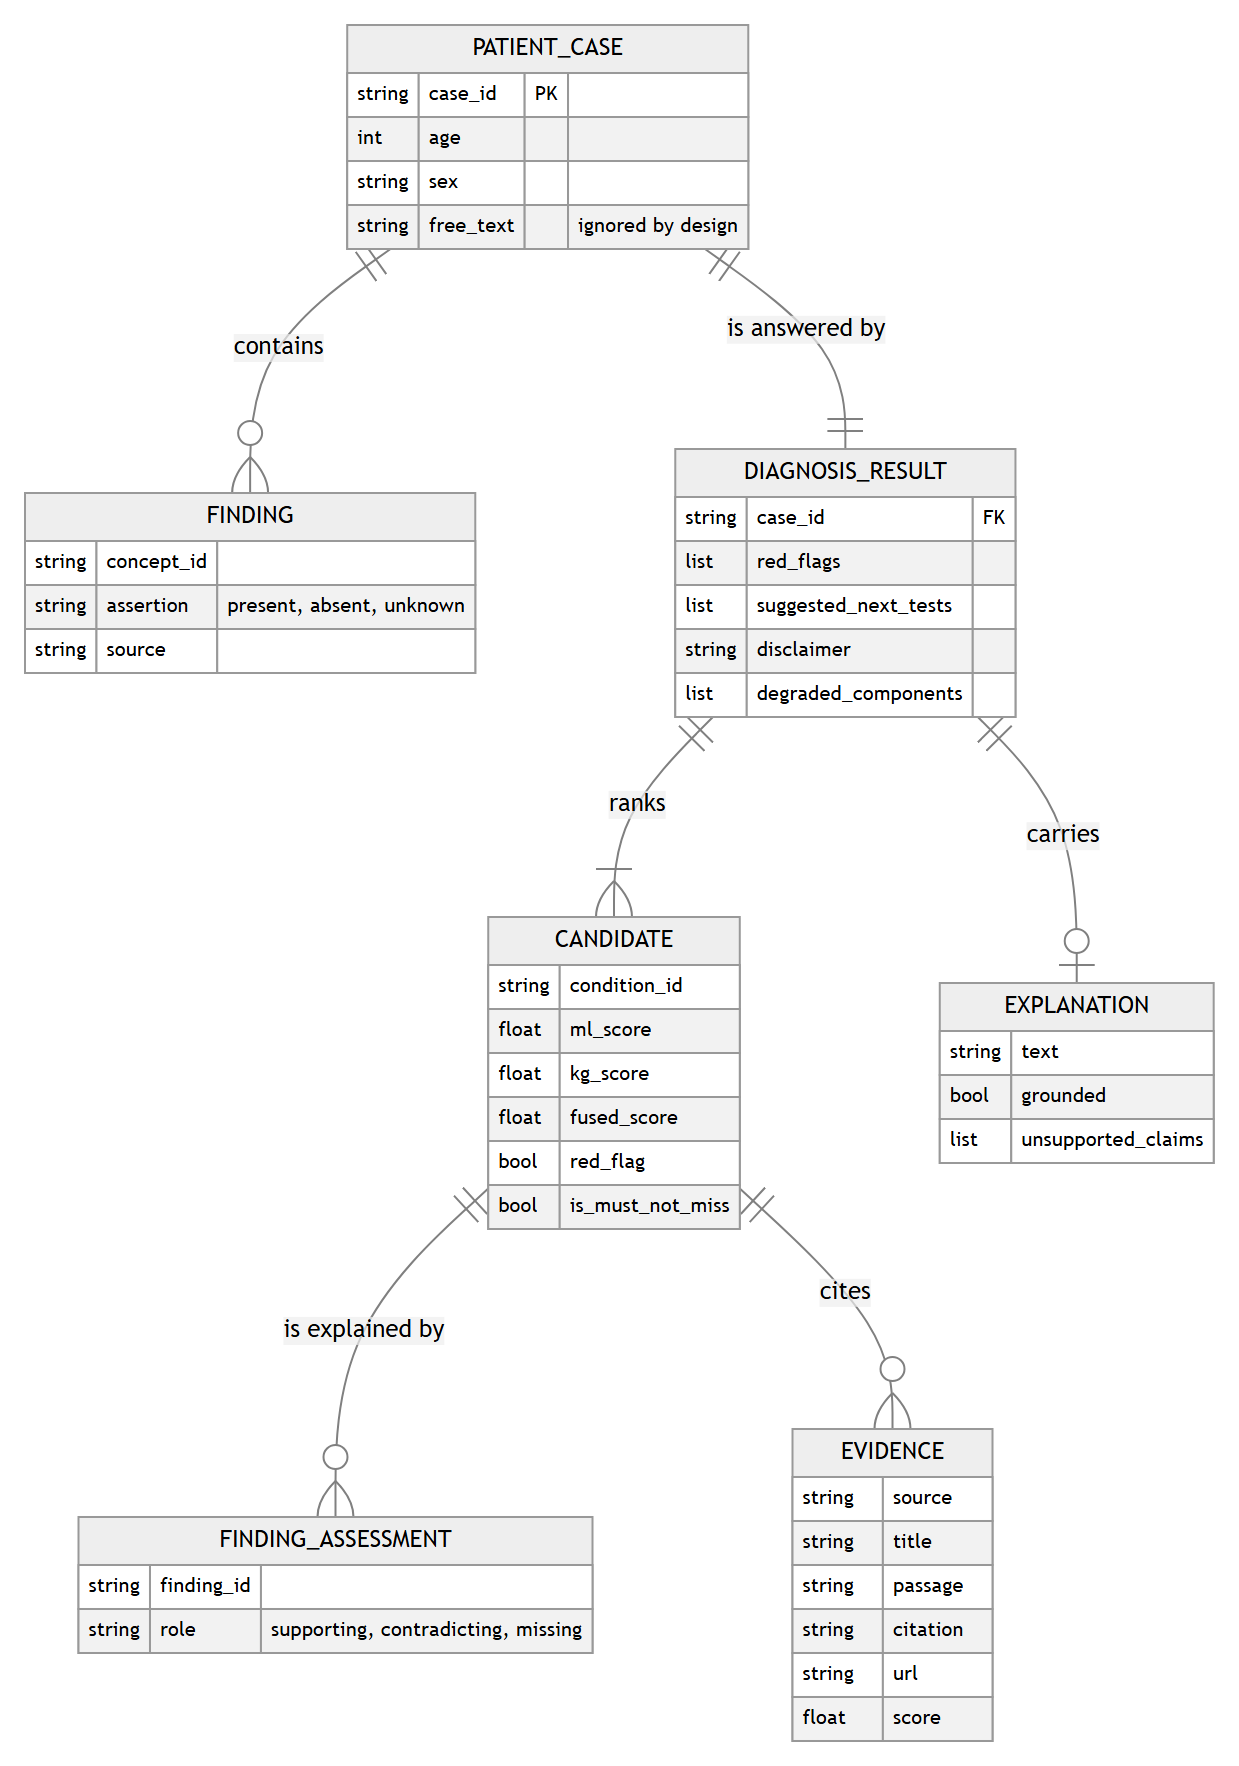 PATIENT_CASE
string case_id PK
int age
string sex
string free_text ignored by design
contains
is answered by
FINDING
string concept_id
string assertion present, absent, unknown
string source
DIAGNOSIS_RESULT
string case_id FK
list red_flags
list suggested_next_tests
string disclaimer
list degraded_components
ranks
carries
CANDIDATE
string condition_id
float ml_score
float kg_score
float fused_score
bool red_flag
bool is_must_not_miss
EXPLANATION
string text
bool grounded
list unsupported_claims
is explained by
cites
FINDING_ASSESSMENT
string finding_id
string role supporting, contradicting, missing
EVIDENCE
string source
string title
string passage
string citation
string url
float score